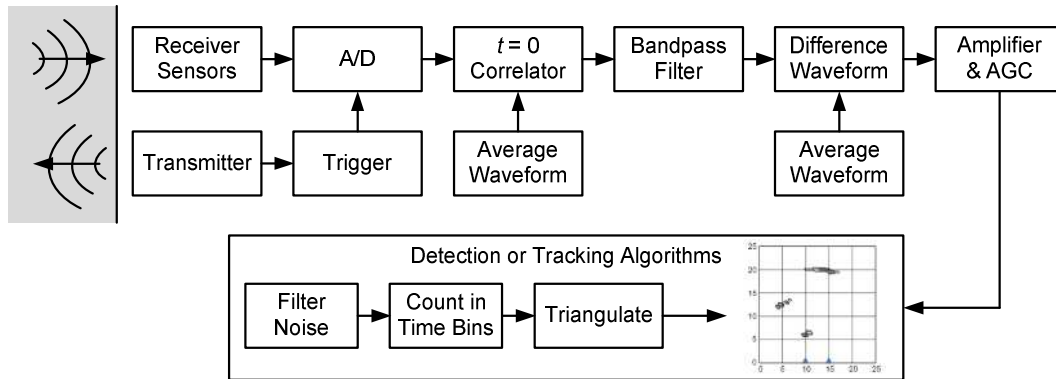 Receiver
Sensors
A/D
t = 0
Correlator
Bandpass
Filter
Difference
Waveform
Amplifier
& AGC
Transmitter
Trigger
Average
Waveform
Average
Waveform
Detection or Tracking Algorithms
Filter
Noise
Count in
Time Bins
Triangulate
25
20
15
10
5
0
0 5 10 15 20 25